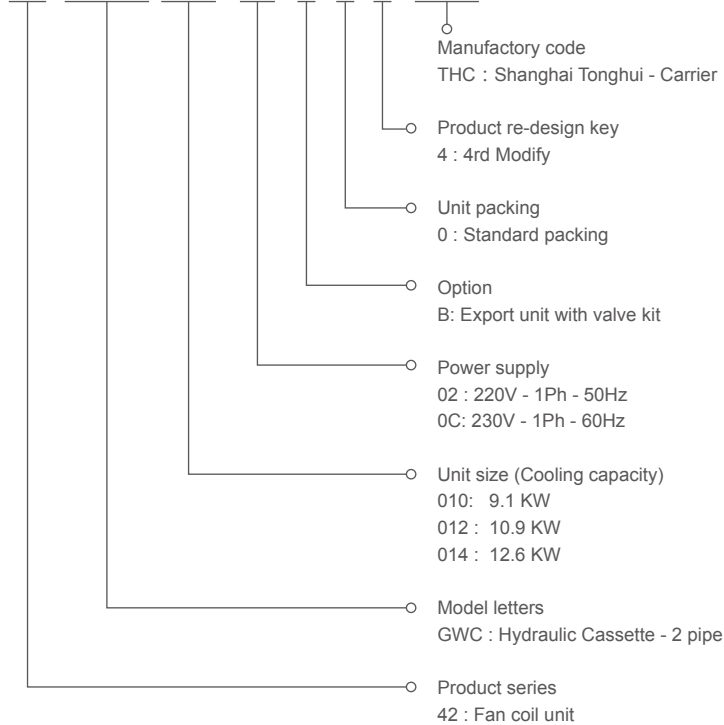 Manufactory code
THC : Shanghai Tonghui - Carrier
Product re-design key
4 : 4rd Modify
Unit packing
0 : Standard packing
Option
B: Export unit with valve kit
Power supply
02 : 220V - 1Ph - 50Hz
0C: 230V - 1Ph - 60Hz
Unit size (Cooling capacity)
010: 9.1 KW
012 : 10.9 KW
014 : 12.6 KW
Model letters
GWC : Hydraulic Cassette - 2 pipe
Product series
42 : Fan coil unit